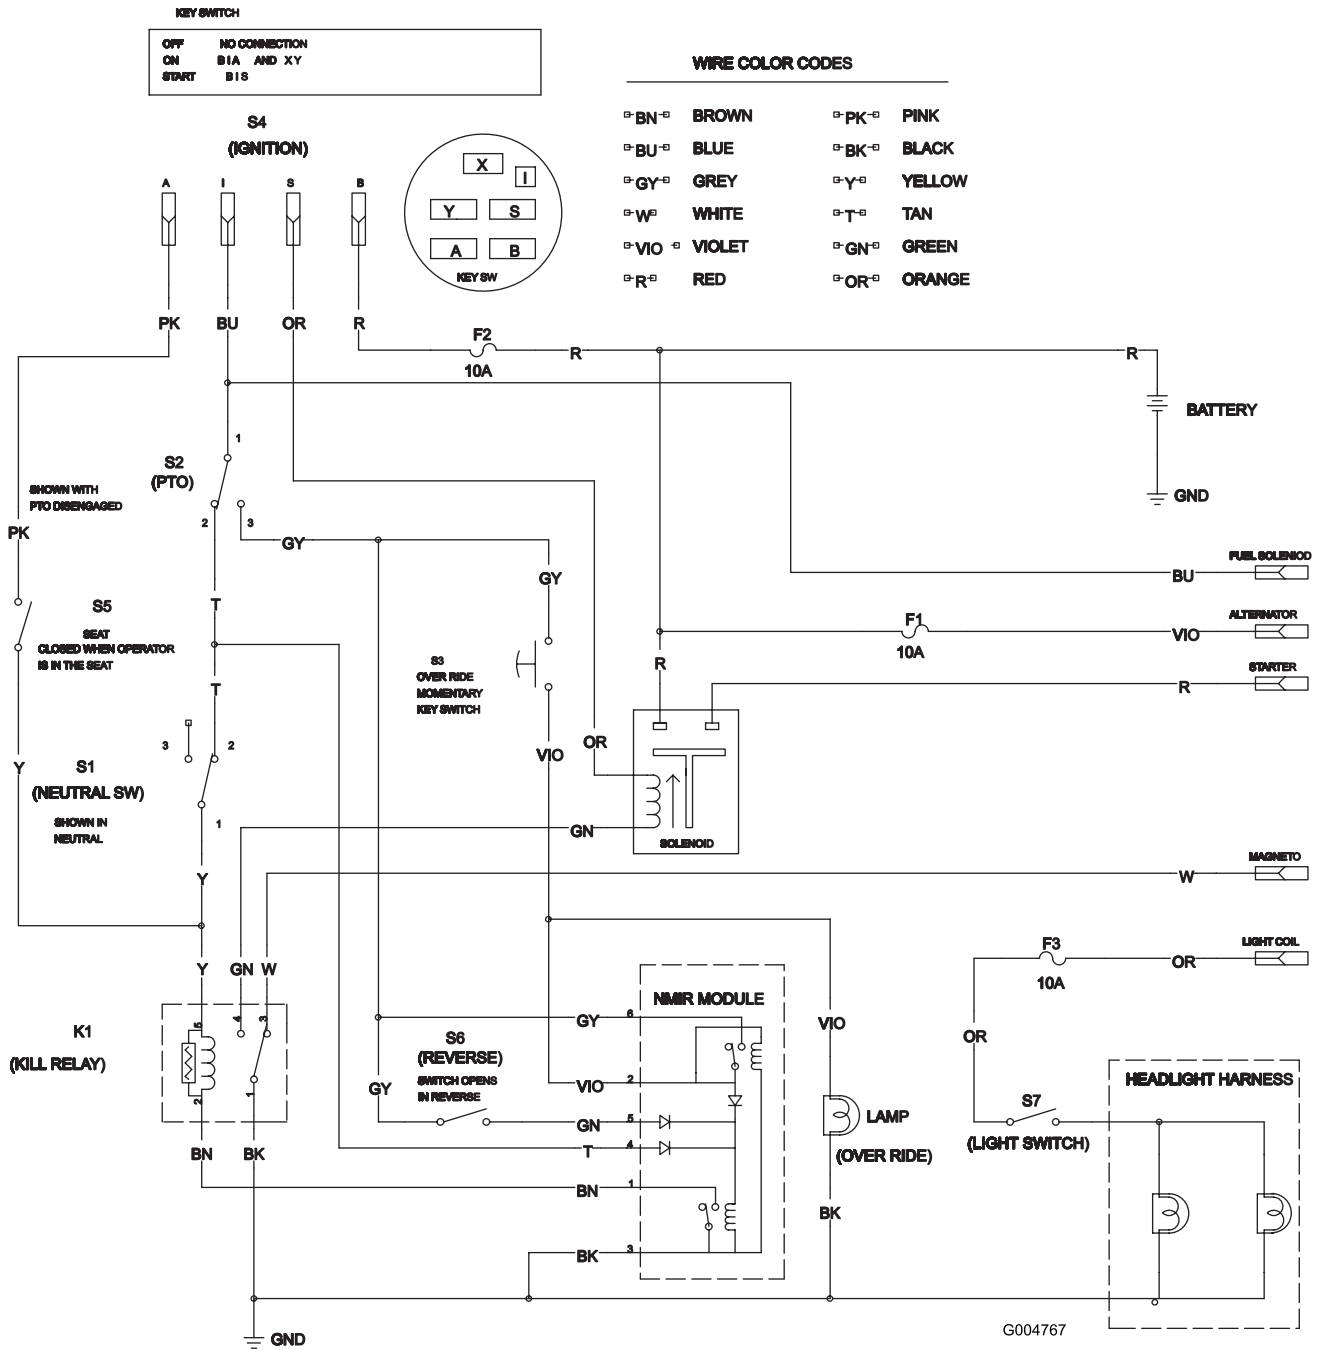 KEY SWITCH
OFF NO CONNECTION
ON B I A AND X Y
START B I S
WIRE COLOR CODES
BN BROWN PK PINK
BU BLUE BK BLACK
GY GREY Y YELLOW
W WHITE T TAN
VIO VIOLET GN GREEN
R RED OR ORANGE
S4
(IGNITION)
A I S B
X
I
Y S
A B
KEY SW
PK BU OR R
F2
10A
R
R
BATTERY
GND
1
S2
(PTO)
SHOWN WITH
PTO DISENGAGED
2 3
PK
GY
GY
FUEL SOLENIOD
BU
T
S5
SEAT
CLOSED WHEN OPERATOR
IS IN THE SEAT
ALTERNATOR
F1
10A
VIO
S3
OVER RIDE
MOMENTARY
KEY SWITCH
R
STARTER
R
T
3 2
OR
VIO
Y
S1
(NEUTRAL SW)
SHOWN IN
NEUTRAL
1
GN
SOLENOID
MAGNETO
W
Y
LIGHT COIL
F3
10A
OR
Y GN W
NMIR MODULE
K1
(KILL RELAY)
5 4 3
2 1
GY 6
VIO
OR
S6
(REVERSE)
SWITCH OPENS
IN REVERSE
GY
VIO 2
GN 5
T 4
BN 1
BK 3
HEADLIGHT HARNESS
S7
(LIGHT SWITCH)
LAMP
(OVER RIDE)
BN BK
BK
GND
G004767